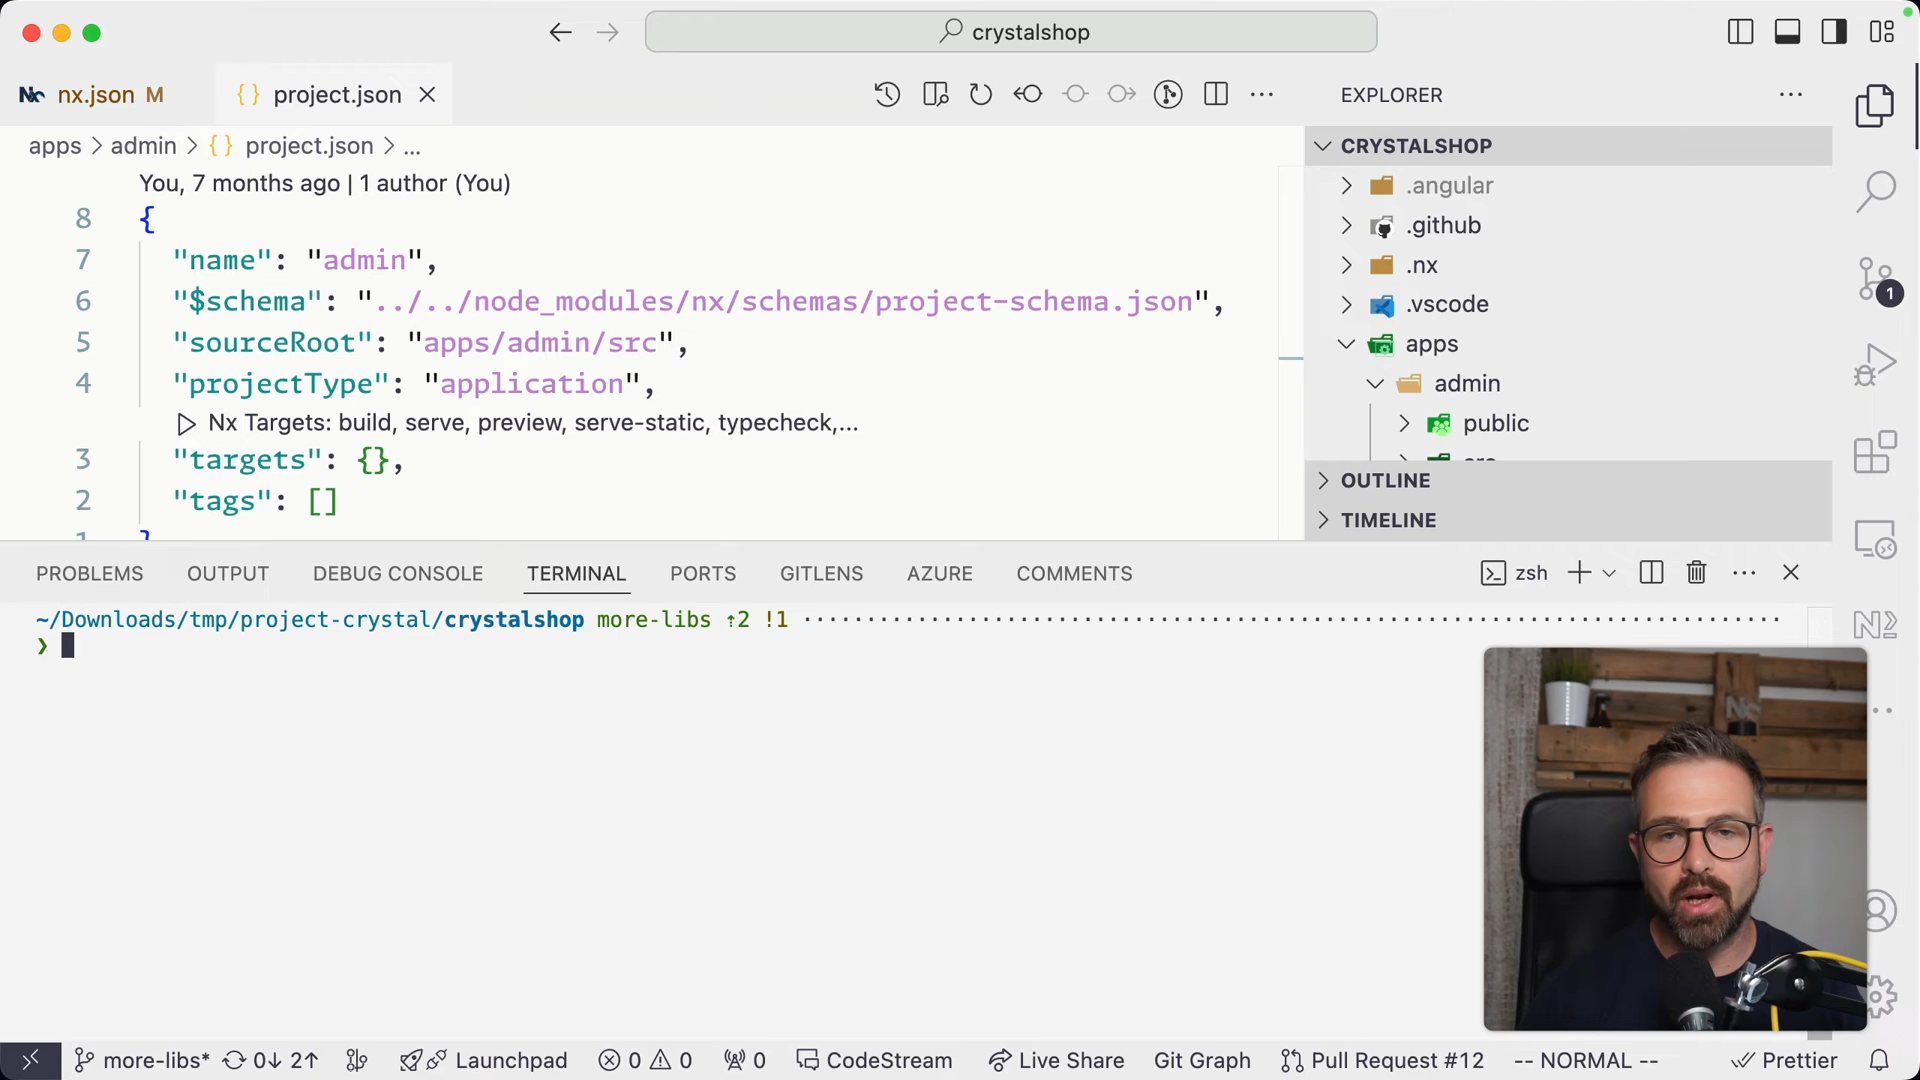 crystalshop
nx.json M
{} project.json
EXPLORER
apps > admin > {} project.json > ...
CRYSTALSHOP
You, 7 months ago | 1 author (You)
8 {
7 "name": "admin",
6 "$schema": "../../node_modules/nx/schemas/project-schema.json",
5 "sourceRoot": "apps/admin/src",
4 "projectType": "application",
Nx Targets: build, serve, preview, serve-static, typecheck,...
3 "targets": {},
2 "tags": []
1 }
.angular
.github
.nx
.vscode
apps
admin
public
src
OUTLINE
TIMELINE
1
PROBLEMS OUTPUT DEBUG CONSOLE TERMINAL PORTS GITLENS AZURE COMMENTS
zsh
~/Downloads/tmp/project-crystal/crystalshop more-libs ⇡2 !1
❯
more-libs* 0↓ 2↑ Launchpad 0 0 0 CodeStream Live Share Git Graph Pull Request #12 -- NORMAL -- Prettier